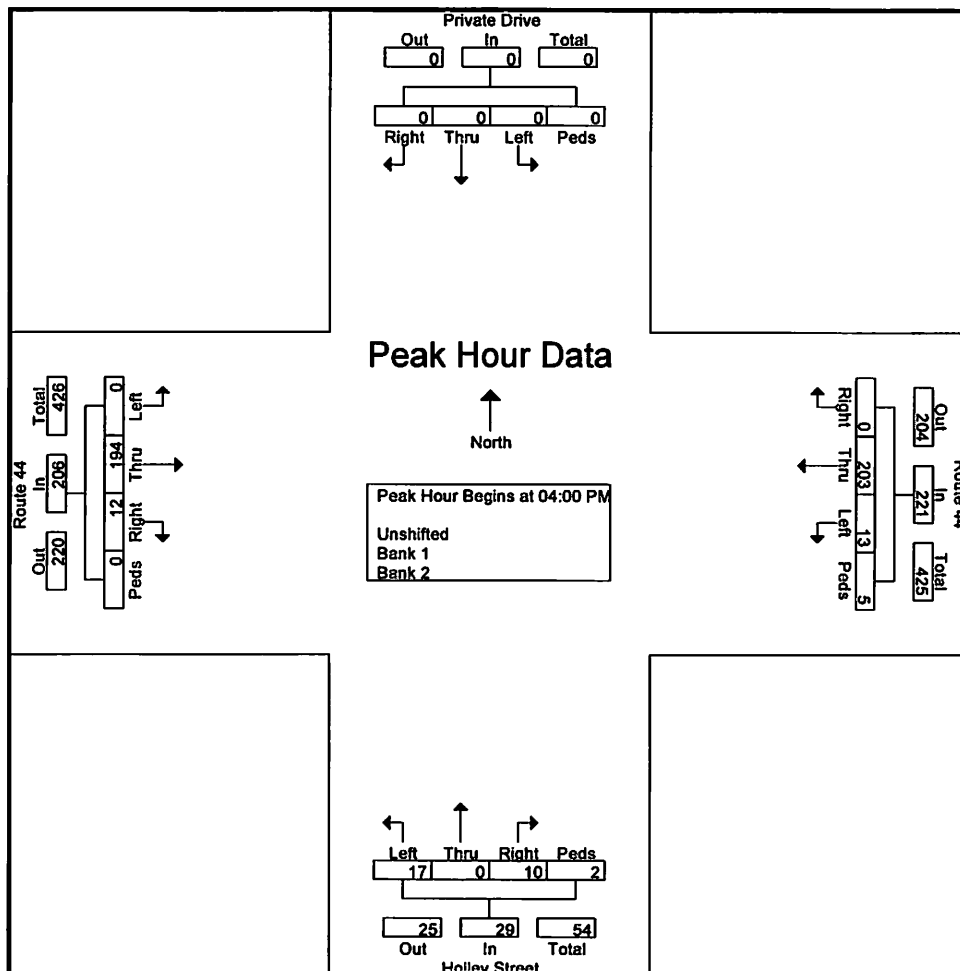 Private Drive
Out In Total
0 0 0
0 0 0 0
Right Thru Left Peds
Peak Hour Data
North
Peak Hour Begins at 04:00 PM
Unshifted
Bank 1
Bank 2
Route 44
Total In Out
426 206 220
0 194 12 0
Left Thru Right Peds
Right Thru Left Peds
0 203 13 5
204 221 425
Out In Total
Route 44
Left Thru Right Peds
17 0 10 2
25 29 54
Out In Total
Holley Street